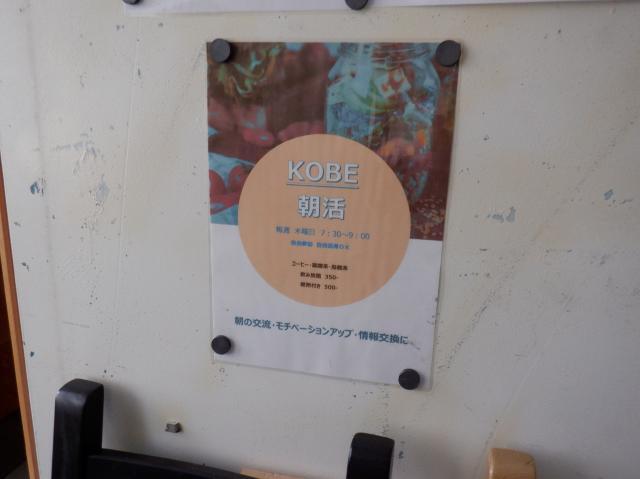 KOBE
朝活
毎週 木曜日 7：30～9：00
コーヒー・
飲み放題 350-
朝の交流・モチベーションアップ・情報交換に